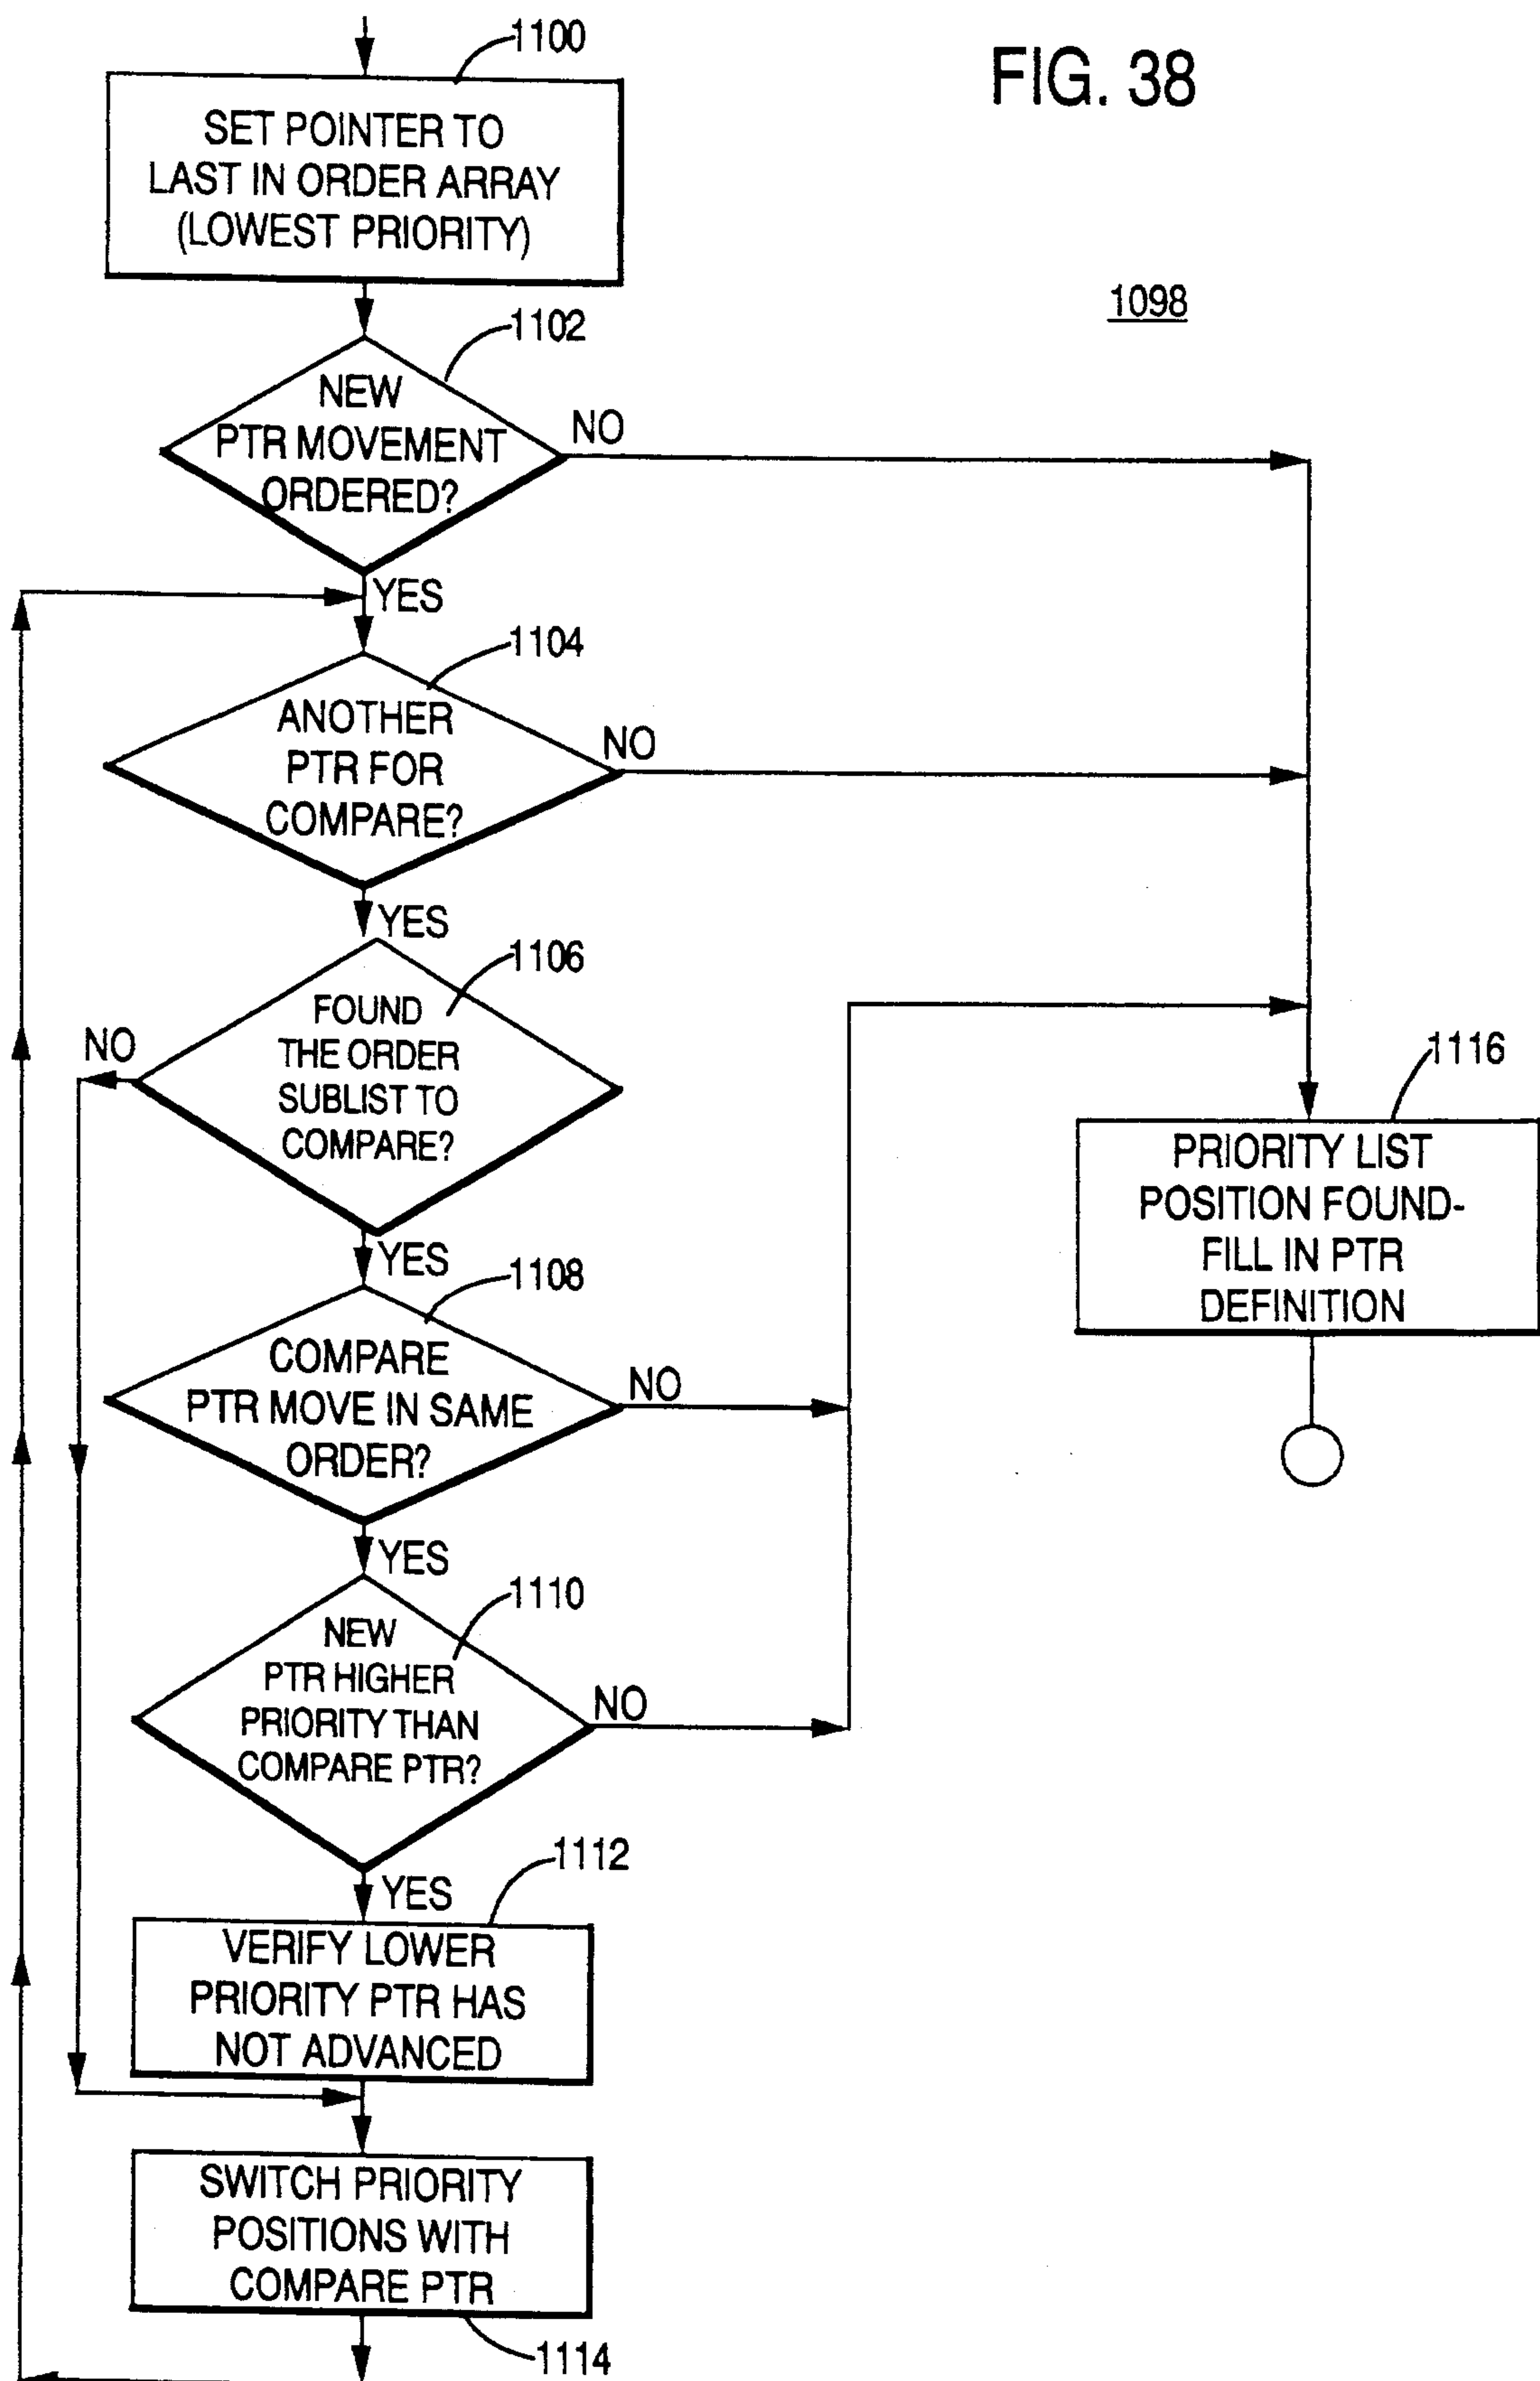 FIG. 38
1098
1100
SET POINTER TO
LAST IN ORDER ARRAY
(LOWEST PRIORITY)
1102
NEW
PTR MOVEMENT
ORDERED?
NO
YES
1104
ANOTHER
PTR FOR
COMPARE?
NO
YES
1106
FOUND
THE ORDER
SUBLIST TO
COMPARE?
NO
YES
1108
COMPARE
PTR MOVE IN SAME
ORDER?
NO
YES
1110
NEW
PTR HIGHER
PRIORITY THAN
COMPARE PTR?
NO
YES
1112
VERIFY LOWER
PRIORITY PTR HAS
NOT ADVANCED
SWITCH PRIORITY
POSITIONS WITH
COMPARE PTR
1114
1116
PRIORITY LIST
POSITION FOUND-
FILL IN PTR
DEFINITION